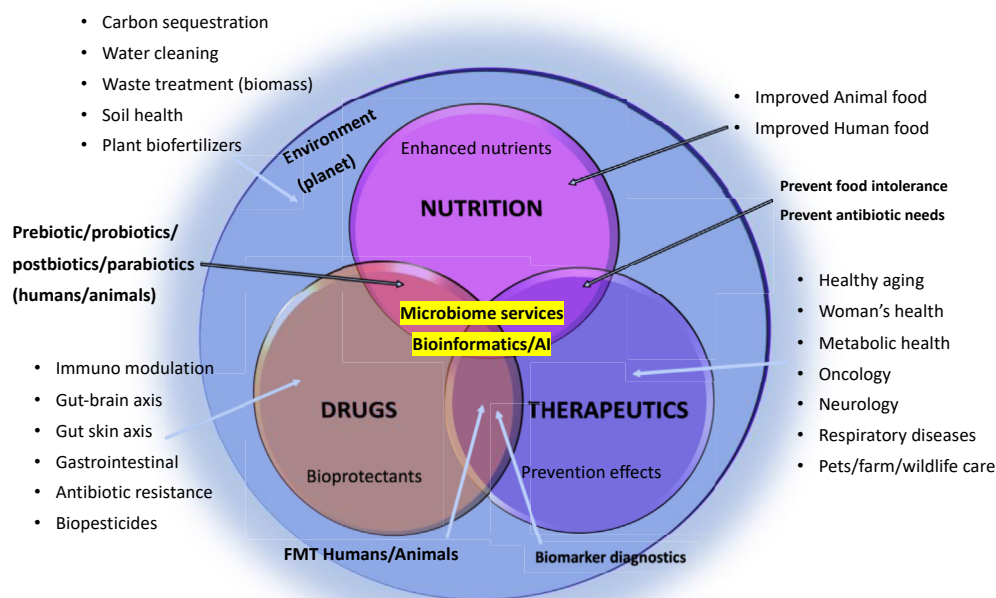 • Carbon sequestration
• Water cleaning
• Waste treatment (biomass)
• Soil health
• Plant biofertilizers
Environment
(planet)
• Improved Animal food
• Improved Human food
Enhanced nutrients
NUTRITION
Prevent food intolerance
Prevent antibiotic needs
Prebiotic/probiotics/
postbiotics/parabiotics
(humans/animals)
Microbiome services
Bioinformatics/AI
• Healthy aging
• Woman's health
• Metabolic health
• Oncology
• Neurology
• Respiratory diseases
• Pets/farm/wildlife care
• Immuno modulation
• Gut-brain axis
• Gut skin axis
• Gastrointestinal
• Antibiotic resistance
• Biopesticides
DRUGS
Bioprotectants
THERAPEUTICS
Prevention effects
FMT Humans/Animals
Biomarker diagnostics